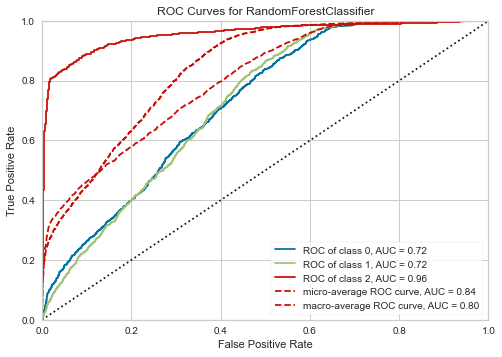 ROC Curves for RandomForestClassifier
True Positive Rate
1.0
0.8
0.6
0.4
0.2
0.0
ROC of class 0, AUC = 0.72
ROC of class 1, AUC = 0.72
ROC of class 2, AUC = 0.96
micro-average ROC curve, AUC = 0.84
macro-average ROC curve, AUC = 0.80
0.0 0.2 0.4 0.6 0.8 1.0
False Positive Rate